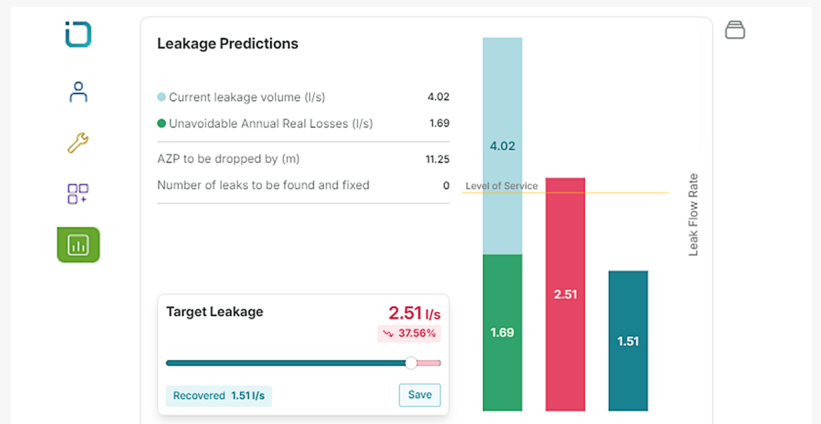 Leakage Predictions
Current leakage volume (l/s) 4.02
Unavoidable Annual Real Losses (l/s) 1.69
AZP to be dropped by (m) 11.25
Number of leaks to be found and fixed 0
Target Leakage 2.51 l/s
37.56%
Recovered 1.51 l/s
Save
4.02
Level of Service
2.51
1.69
1.51
Leak Flow Rate